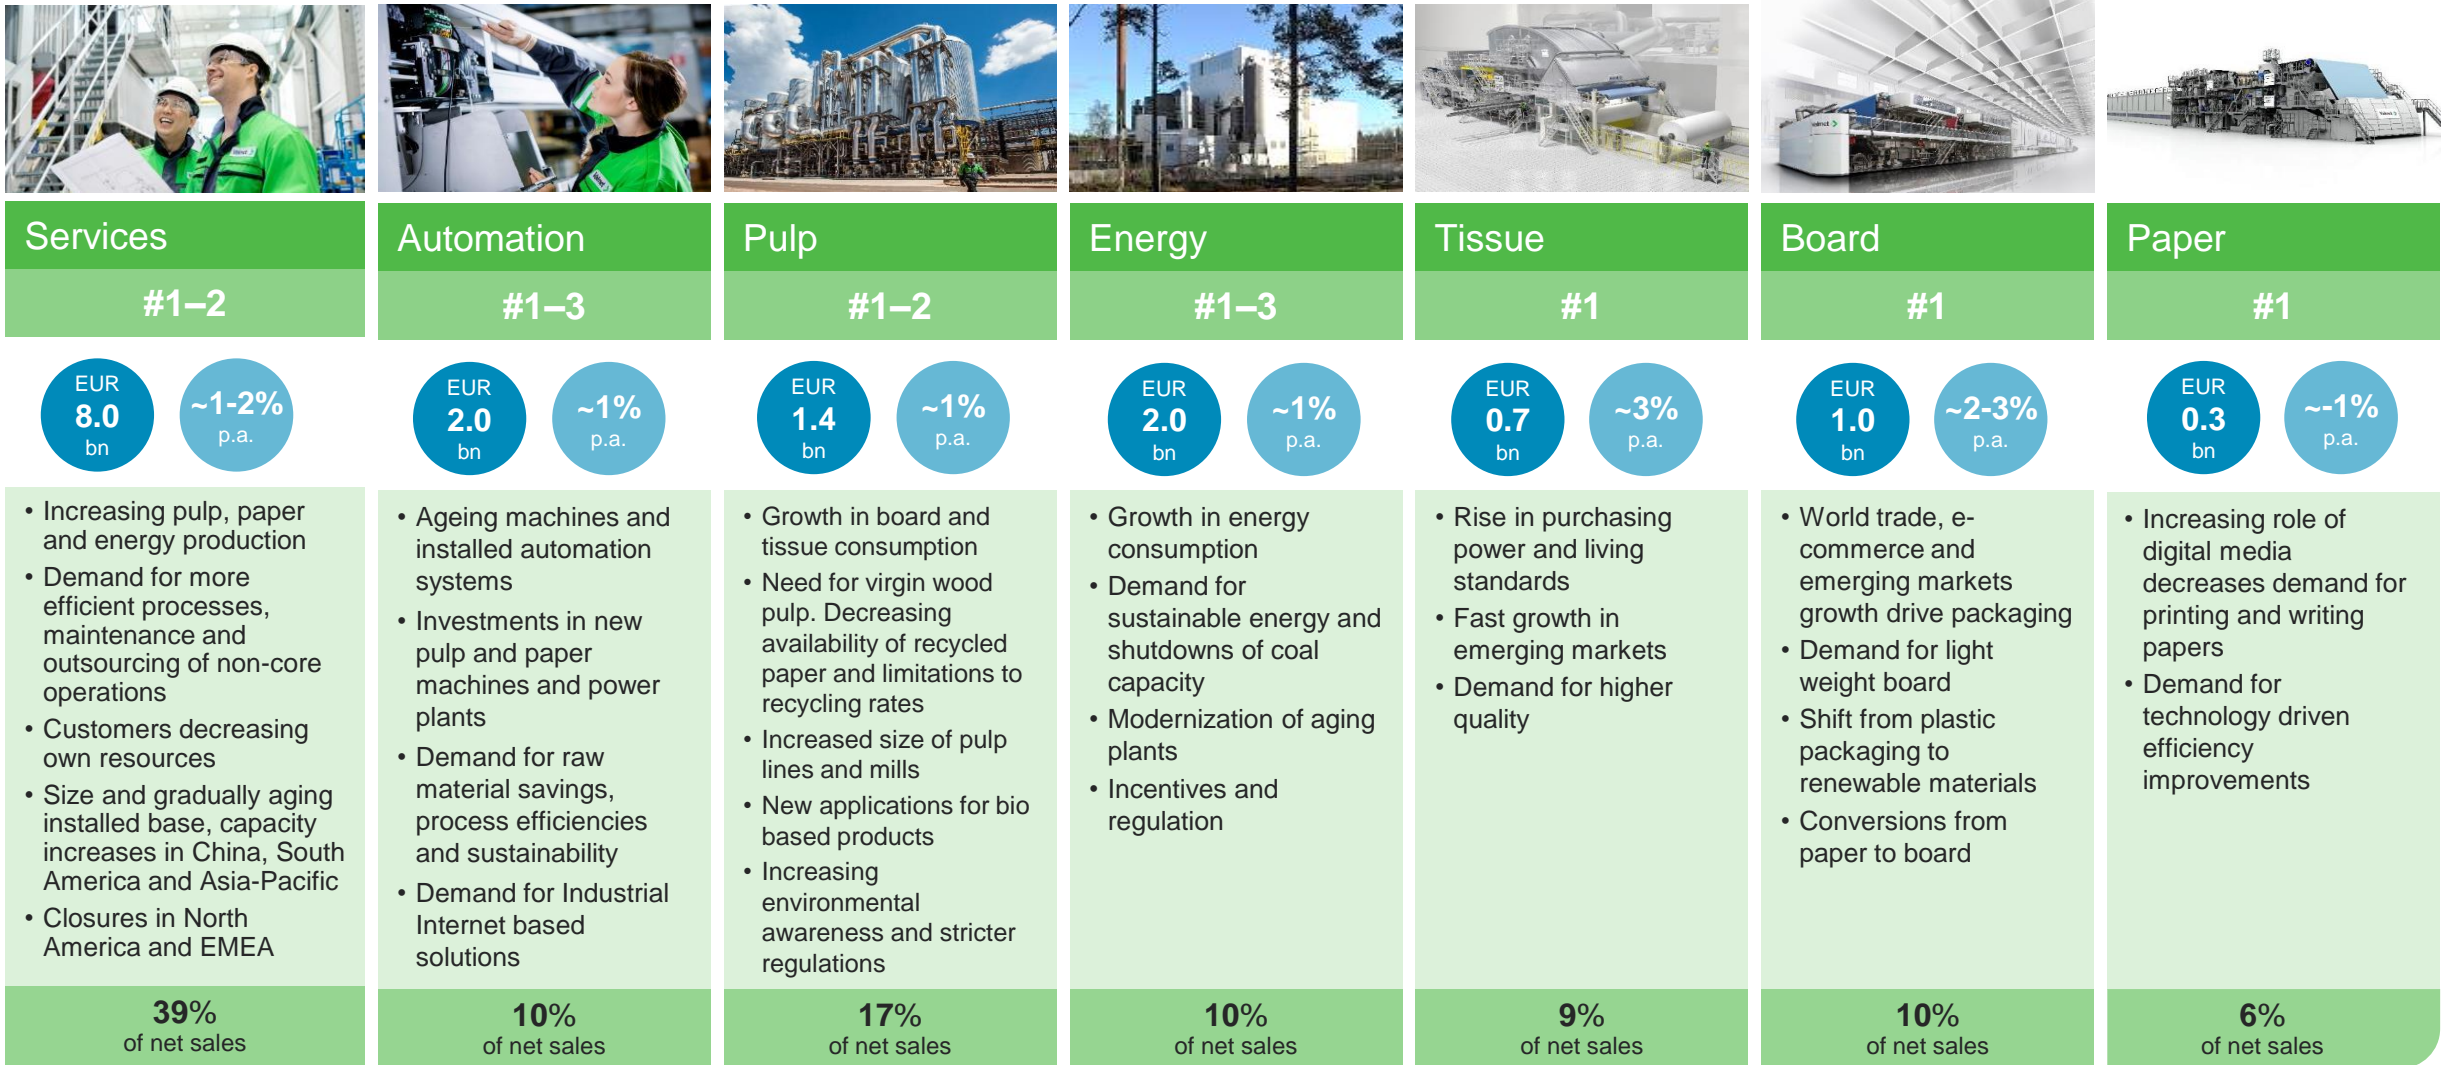 Services
#1–2
EUR
8.0
bn
~1-2%
p.a.
• Increasing pulp, paper
and energy production
• Demand for more
efficient processes,
maintenance and
outsourcing of non-core
operations
• Customers decreasing
own resources
• Size and gradually aging
installed base, capacity
increases in China, South
America and Asia-Pacific
• Closures in North
America and EMEA
39%
of net sales
Automation
#1–3
EUR
2.0
bn
~1%
p.a.
• Ageing machines and
installed automation
systems
• Investments in new
pulp and paper
machines and power
plants
• Demand for raw
material savings,
process efficiencies
and sustainability
• Demand for Industrial
Internet based
solutions
10%
of net sales
Pulp
#1–2
EUR
1.4
bn
~1%
p.a.
• Growth in board and
tissue consumption
• Need for virgin wood
pulp. Decreasing
availability of recycled
paper and limitations to
recycling rates
• Increased size of pulp
lines and mills
• New applications for bio
based products
• Increasing
environmental
awareness and stricter
regulations
17%
of net sales
Energy
#1–3
EUR
2.0
bn
~1%
p.a.
• Growth in energy
consumption
• Demand for
sustainable energy and
shutdowns of coal
capacity
• Modernization of aging
plants
• Incentives and
regulation
10%
of net sales
Tissue
#1
EUR
0.7
bn
~3%
p.a.
• Rise in purchasing
power and living
standards
• Fast growth in
emerging markets
• Demand for higher
quality
9%
of net sales
Valmet
Board
#1
EUR
1.0
bn
~2-3%
p.a.
• World trade, e-
commerce and
emerging markets
growth drive packaging
• Demand for light
weight board
• Shift from plastic
packaging to
renewable materials
• Conversions from
paper to board
10%
of net sales
Valmet
Paper
#1
EUR
0.3
bn
~-1%
p.a.
• Increasing role of
digital media
decreases demand for
printing and writing
papers
• Demand for
technology driven
efficiency
improvements
6%
of net sales